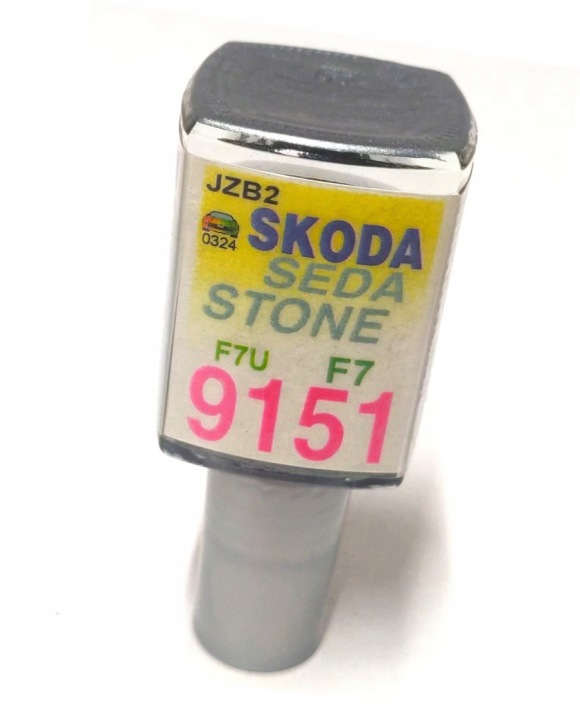 JZB2
0324
SKODA
SEDA
STONE
F7U F7
9151